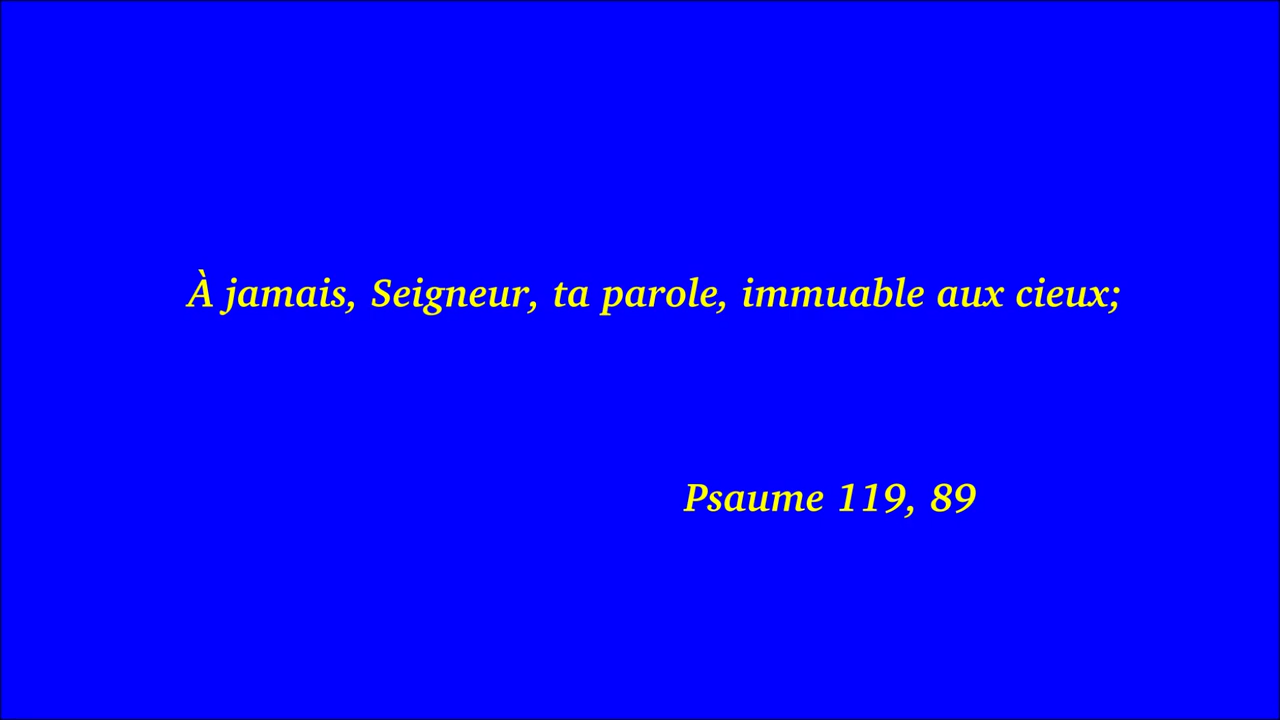 À jamais, Seigneur, ta parole, immuable aux cieux;
Psaume 119, 89